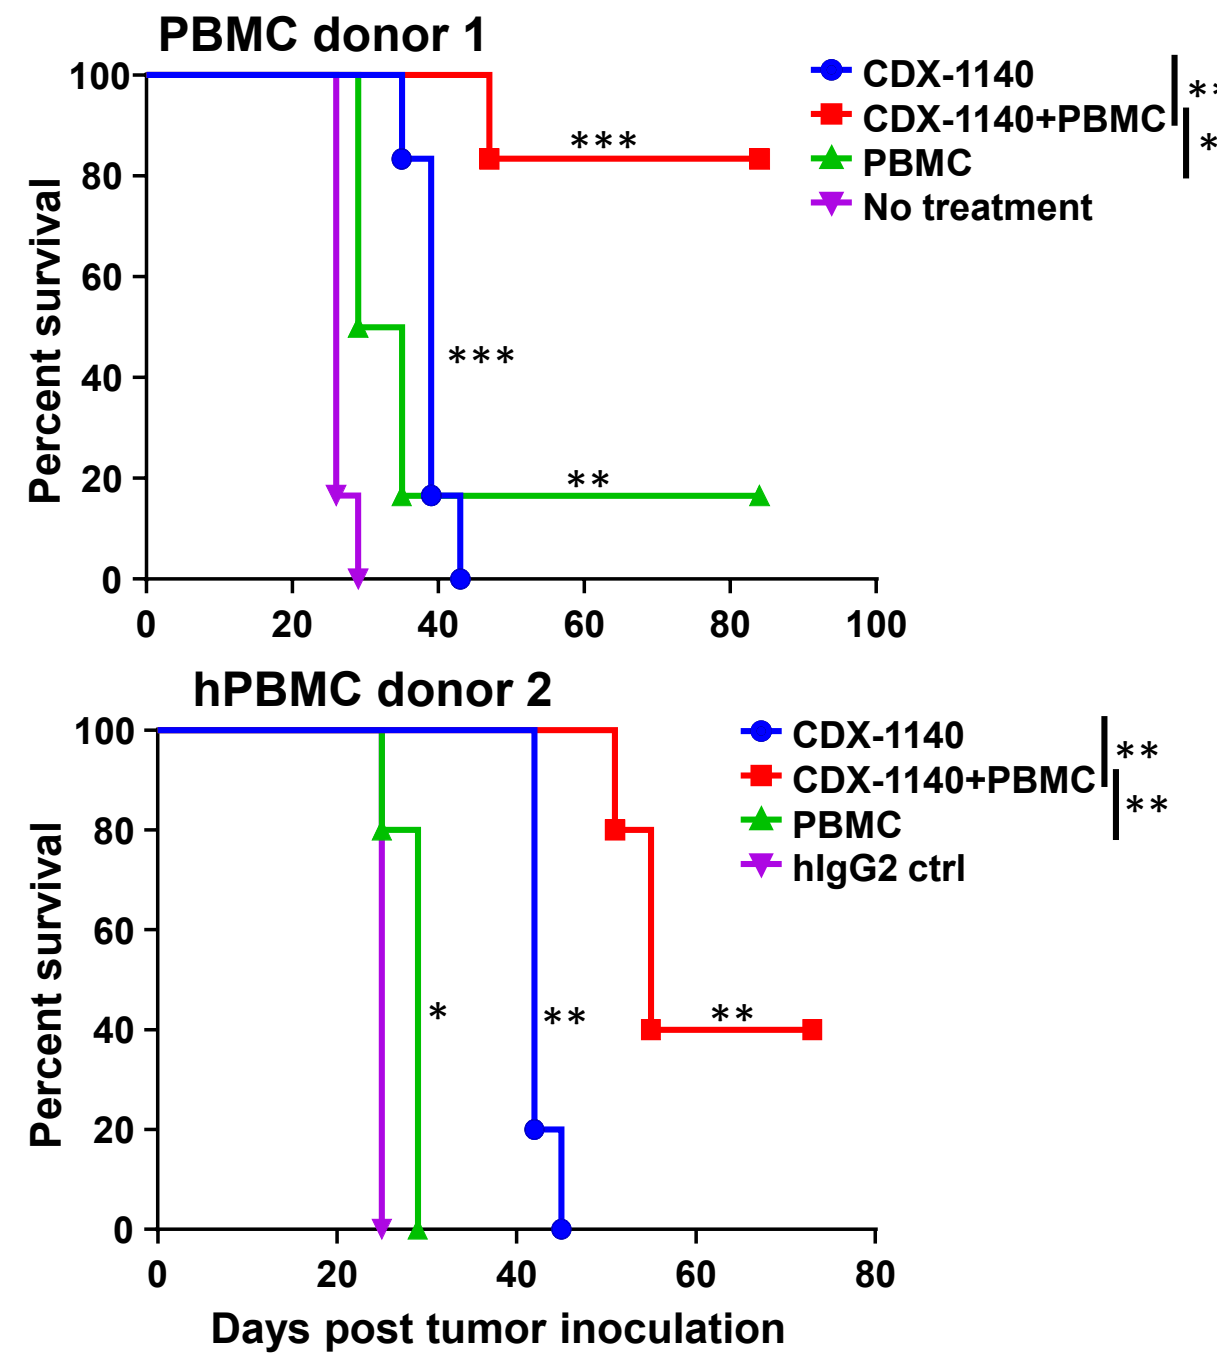 PBMC donor 1
100
80
60
40
20
0
Percent survival
0 20 40 60 80 100
CDX-1140
CDX-1140+PBMC
PBMC
No treatment
**
*
***
***
**
hPBMC donor 2
100
80
60
40
20
0
Percent survival
0 20 40 60 80
Days post tumor inoculation
CDX-1140
CDX-1140+PBMC
PBMC
hIgG2 ctrl
**
**
*
**
**